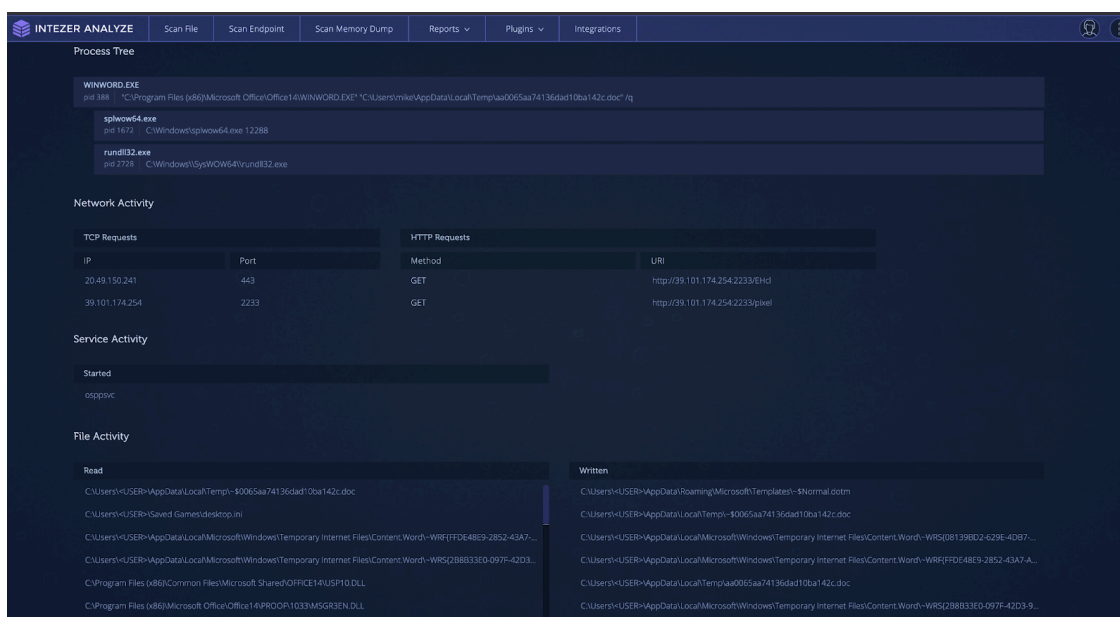 INTEZER ANALYZE Scan File Scan Endpoint Scan Memory Dump Reports Plugins Integrations
Process Tree
WINWORD.EXE
pid 388 "C:\Program Files (x86)\Microsoft Office\Office14\WINWORD.EXE" "C:\Users\mike\AppData\Local\Temp\aa0065aa74136dad10ba142c.doc" /q
splwow64.exe
pid 1672 C:\Windows\splwow64.exe 12288
rundll32.exe
pid 2728 C:\Windows\\SysWOW64\\rundll32.exe
Network Activity
TCP Requests HTTP Requests
IP Port Method URI
20.49.150.241 443 GET http://39.101.174.254:2233/EHcl
39.101.174.254 2233 GET http://39.101.174.254:2233/pixel
Service Activity
Started
osppsvc
File Activity
Read Written
C:\Users\<USER>\AppData\Local\Temp\~$0065aa74136dad10ba142c.doc C:\Users\<USER>\AppData\Roaming\Microsoft\Templates\~$Normal.dotm
C:\Users\<USER>\Saved Games\desktop.ini C:\Users\<USER>\AppData\Local\Temp\~$0065aa74136dad10ba142c.doc
C:\Users\<USER>\AppData\Local\Microsoft\Windows\Temporary Internet Files\Content.Word\~WRF{FFDE48E9-2852-43A7-... C:\Users\<USER>\AppData\Local\Microsoft\Windows\Temporary Internet Files\Content.Word\~WRS{08139BD2-629E-4DB7-...
C:\Users\<USER>\AppData\Local\Microsoft\Windows\Temporary Internet Files\Content.Word\~WRS{2B8B33E0-097F-42D3... C:\Users\<USER>\AppData\Local\Microsoft\Windows\Temporary Internet Files\Content.Word\~WRF{FFDE48E9-2852-43A7-A...
C:\Program Files (x86)\Common Files\Microsoft Shared\OFFICE14\USP10.DLL C:\Users\<USER>\AppData\Local\Temp\aa0065aa74136dad10ba142c.doc
C:\Program Files (x86)\Microsoft Office\Office14\PROOF\1033\MSGR3EN.DLL C:\Users\<USER>\AppData\Local\Microsoft\Windows\Temporary Internet Files\Content.Word\~WRS{2B8B33E0-097F-42D3-9...